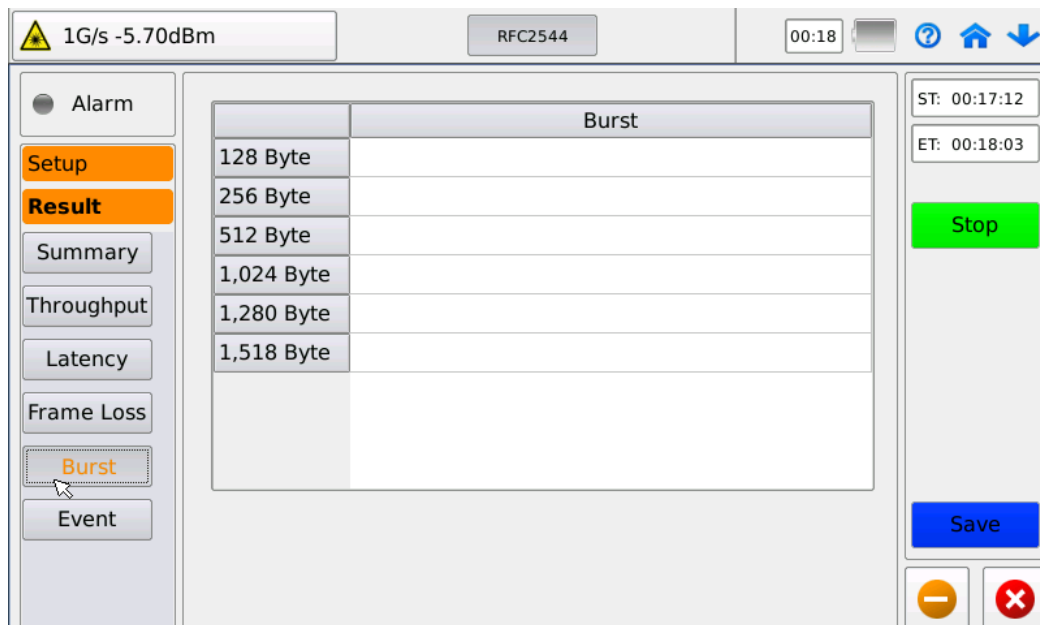 1G/s -5.70dBm
RFC2544
00:18
Alarm
Setup
Result
Summary
Throughput
Latency
Frame Loss
Burst
Event
Burst
128 Byte
256 Byte
512 Byte
1,024 Byte
1,280 Byte
1,518 Byte
ST: 00:17:12
ET: 00:18:03
Stop
Save